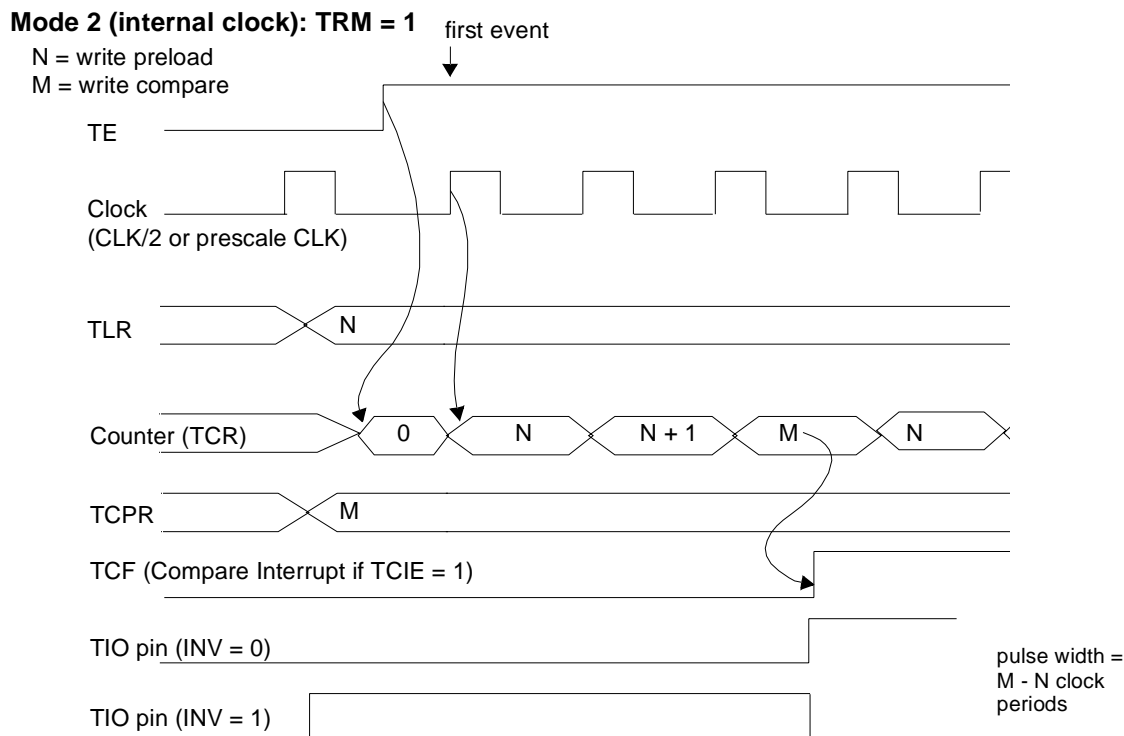 Mode 2 (internal clock): TRM = 1
first event
N = write preload
M = write compare
TE
Clock
(CLK/2 or prescale CLK)
TLR
N
Counter (TCR)
0
N
N + 1
M
N
TCPR
M
TCF (Compare Interrupt if TCIE = 1)
TIO pin (INV = 0)
pulse width =
M - N clock
periods
TIO pin (INV = 1)